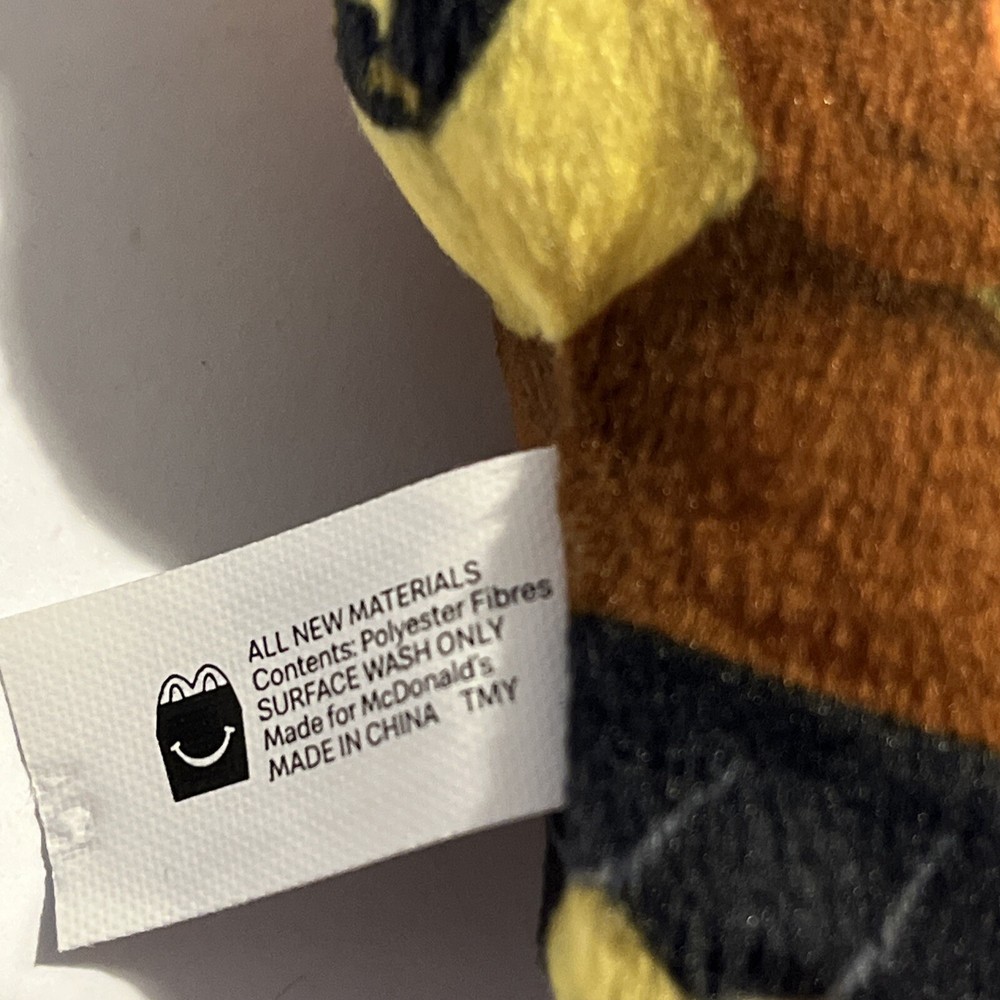 ALL NEW MATERIALS
Contents: Polyester Fibres
SURFACE WASH ONLY
Made for McDonald's
MADE IN CHINA TMY